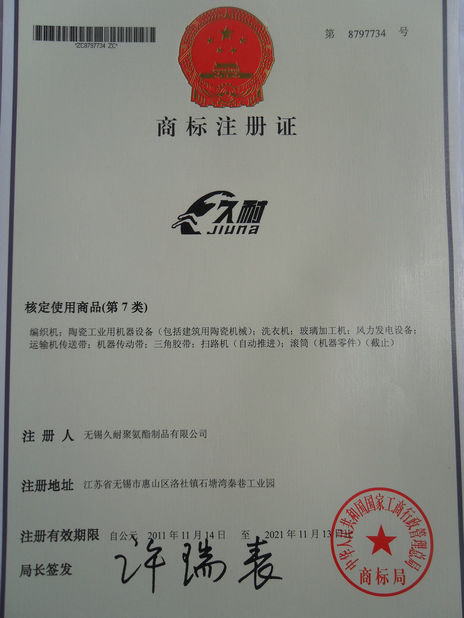 *ZC8797734 ZC*
第 8797734 号
商标注册证
久耐
JIUNA
核定使用商品(第 7 类)
编织机；陶瓷工业用机器设备（包括建筑用陶瓷机械）；洗衣机；玻璃加工机；风力发电设备；
运输机传送带；机器传动带；三角胶带；扫路机（自动推进）；滚筒（机器零件）（截止）
注 册 人 无锡久耐聚氨酯制品有限公司
注册地址 江苏省无锡市惠山区洛社镇石塘湾秦巷工业园
注册有效期限 自公元 2011 年 11 月 14 日 至 2021 年 11 月 13 日
局长签发 许瑞表
中华人民共和国国家工商行政管理总局
商标局